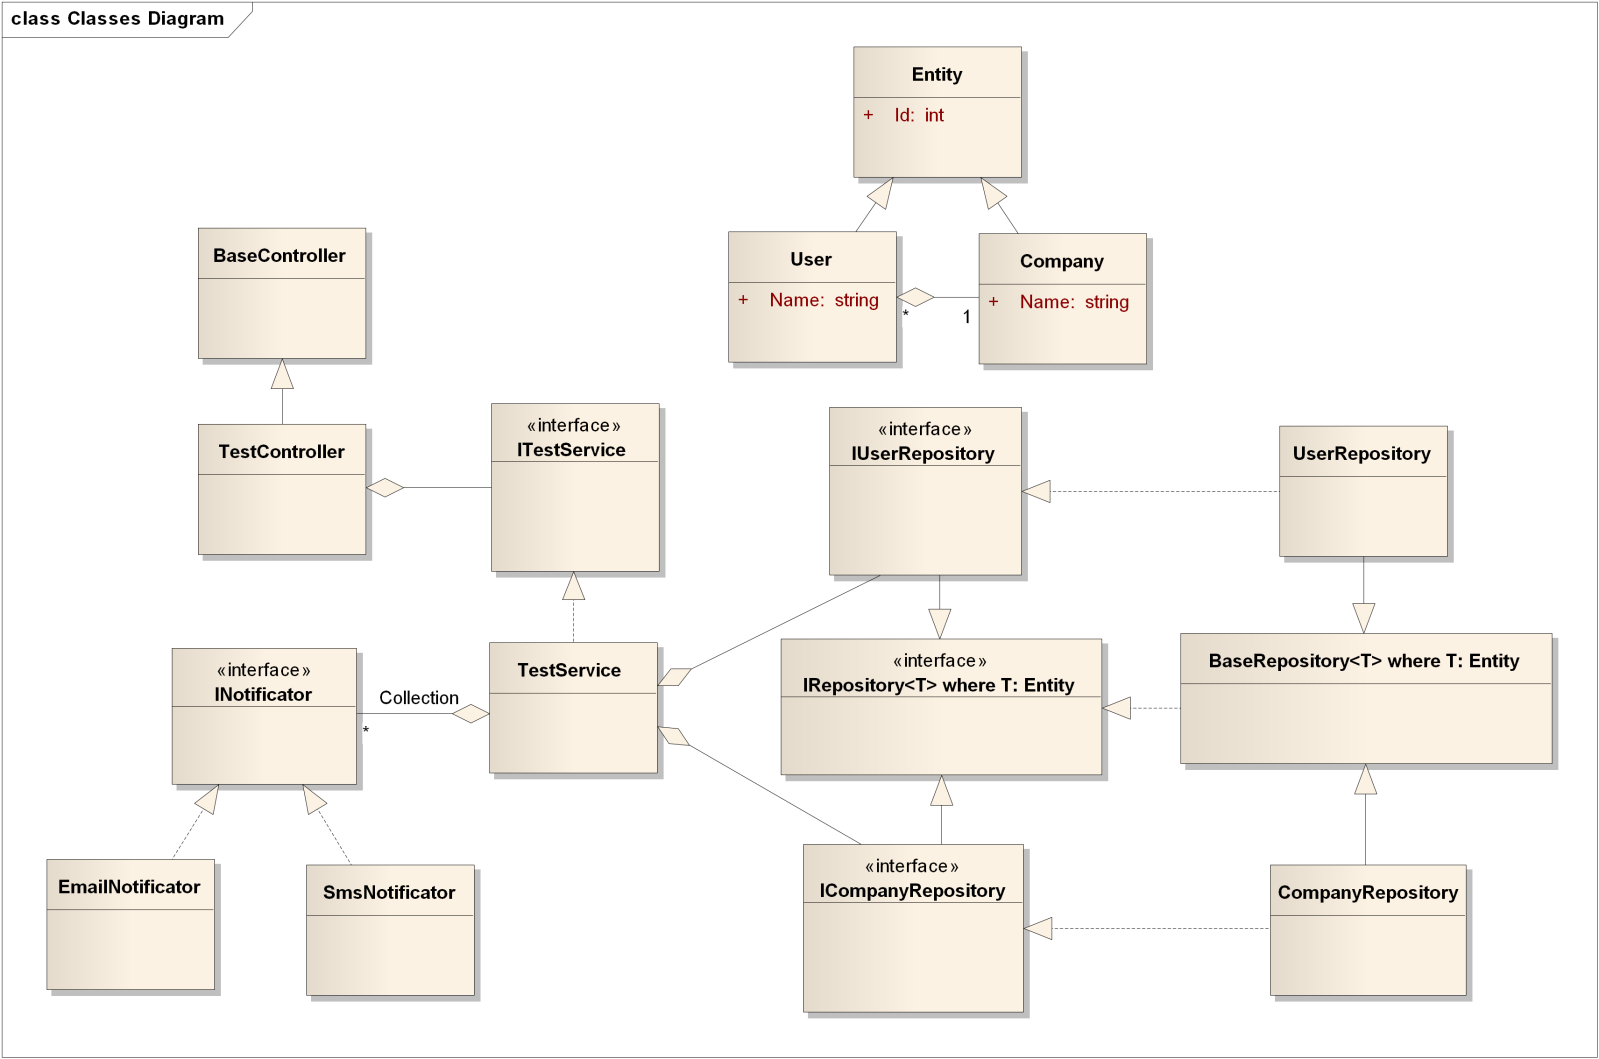 class Classes Diagram
Entity
+ Id: int
BaseController
User
+ Name: string
*
1
Company
+ Name: string
TestController
«interface»
ITestService
«interface»
IUserRepository
UserRepository
«interface»
INotificator
Collection
*
TestService
«interface»
IRepository<T> where T: Entity
BaseRepository<T> where T: Entity
EmailNotificator
SmsNotificator
«interface»
ICompanyRepository
CompanyRepository